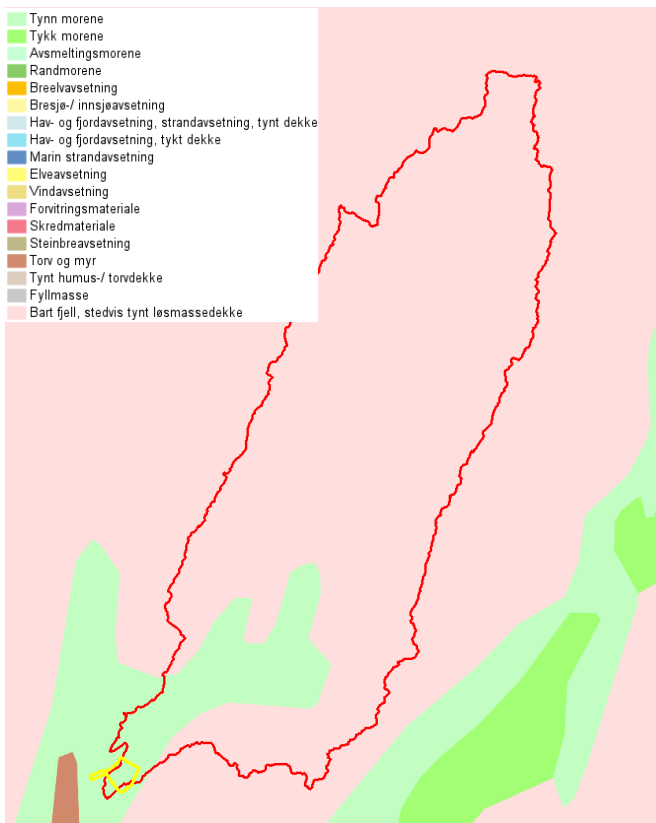 Tynn morene
Tykk morene
Avsmeltingsmorene
Randmorene
Breelvavsetning
Bresjø-/ innsjøavsetning
Hav- og fjordavsetning, strandavsetning, tynt dekke
Hav- og fjordavsetning, tykt dekke
Marin strandavsetning
Elveavsetning
Vindavsetning
Forvitringsmateriale
Skredmateriale
Steinbreavsetning
Torv og myr
Tynt humus-/ torvdekke
Fyllmasse
Bart fjell, stedvis tynt løsmassedekke